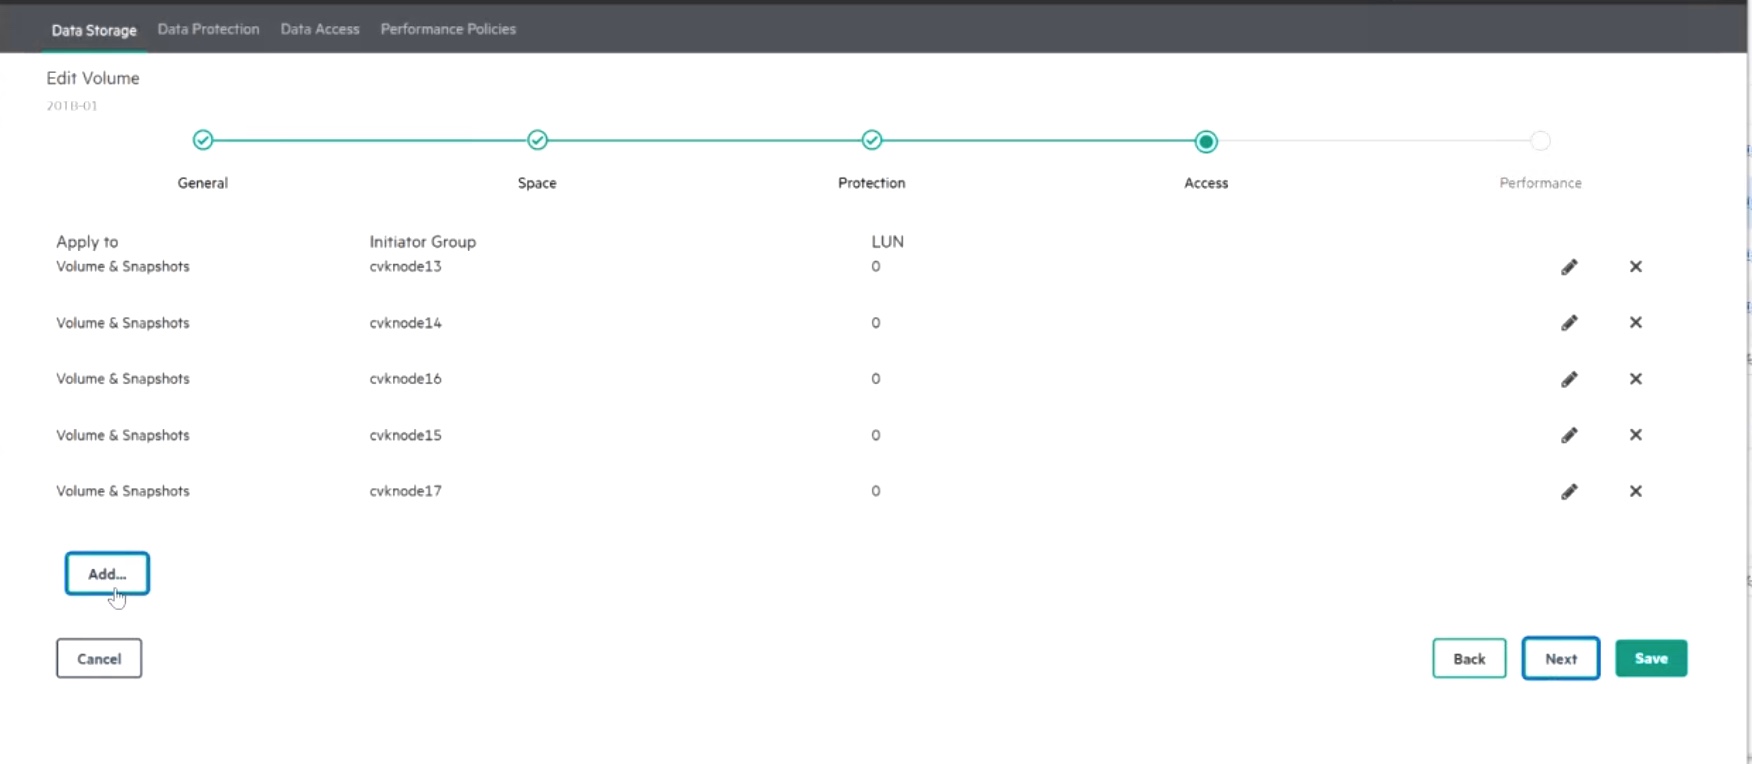 Data Storage Data Protection Data Access Performance Policies
Edit Volume
20TB-01
General Space Protection Access Performance
Apply to Initiator Group LUN
Volume & Snapshots cvknode13 0
Volume & Snapshots cvknode14 0
Volume & Snapshots cvknode16 0
Volume & Snapshots cvknode15 0
Volume & Snapshots cvknode17 0
Add...
Cancel Back Next Save